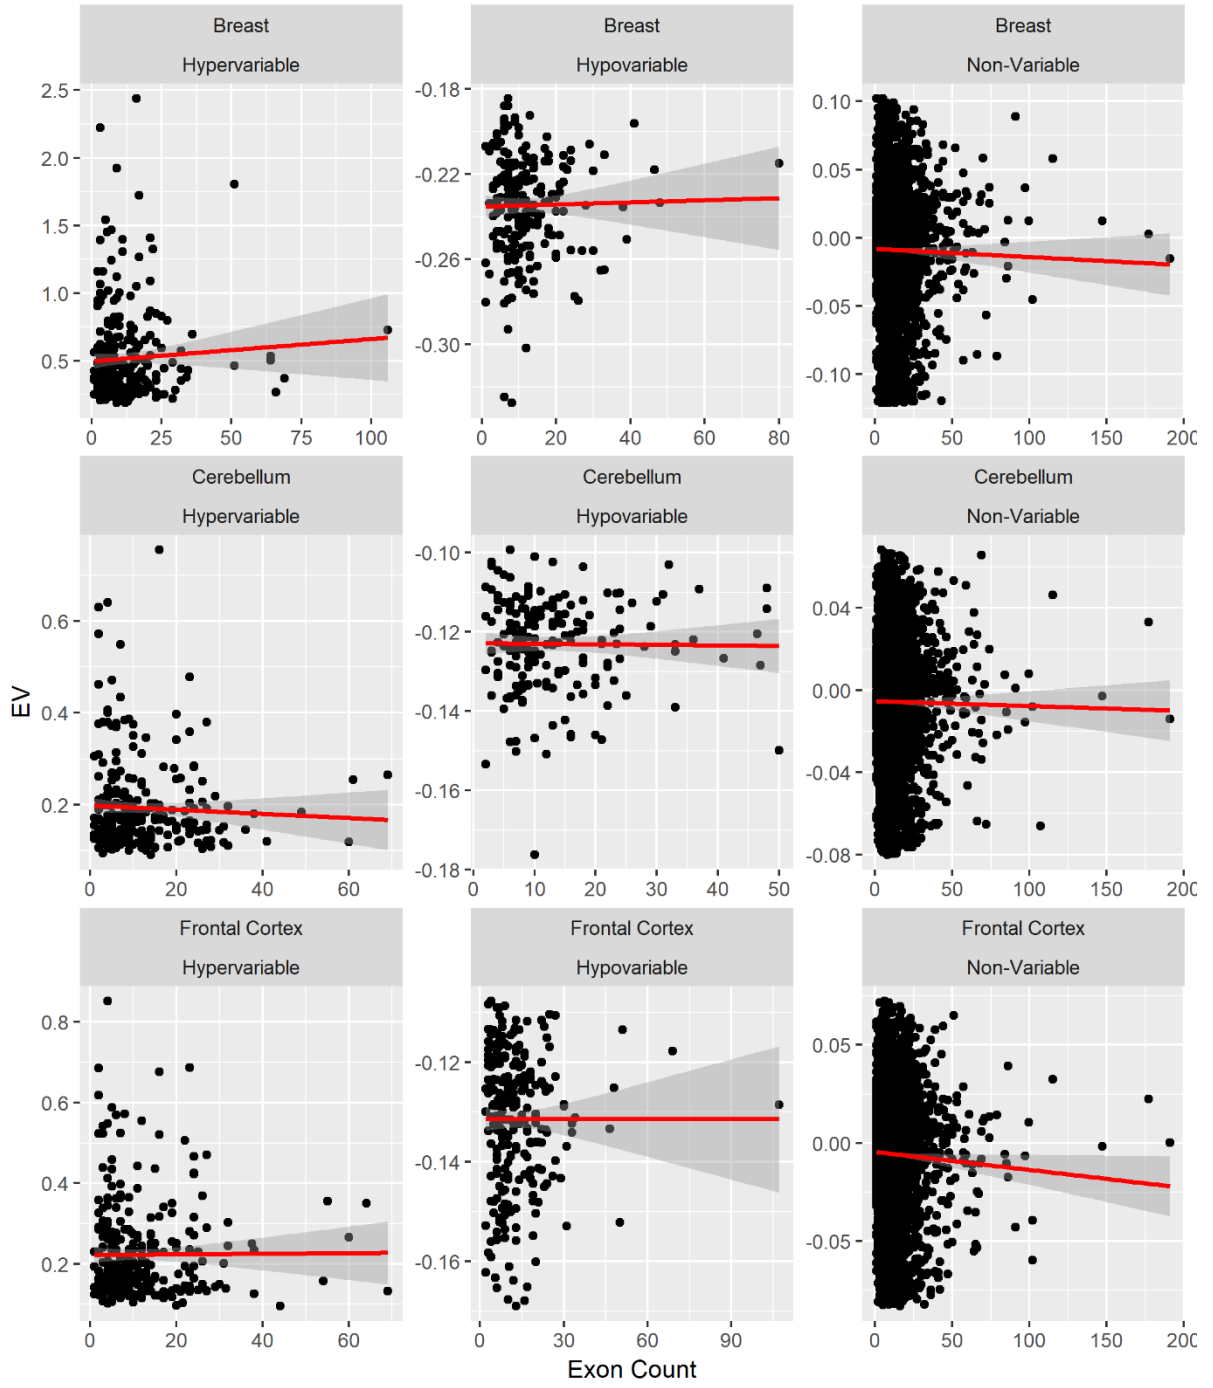 Breast Breast Breast
Hypervariable Hypovariable Non-Variable
2.5
2.0
1.5
1.0
0.5
0 25 50 75 100
-0.18
-0.22
-0.26
-0.30
0 20 40 60 80
0.10
0.05
0.00
-0.05
-0.10
0 50 100 150 200
Cerebellum Cerebellum Cerebellum
Hypervariable Hypovariable Non-Variable
0.6
0.4
0.2
0 20 40 60
-0.10
-0.12
-0.14
-0.16
-0.18
0 10 20 30 40 50
0.04
0.00
-0.04
-0.08
0 50 100 150 200
EV
Frontal Cortex Frontal Cortex Frontal Cortex
Hypervariable Hypovariable Non-Variable
0.8
0.6
0.4
0.2
0 20 40 60
-0.12
-0.14
-0.16
0 30 60 90
0.05
0.00
-0.05
0 50 100 150 200
Exon Count